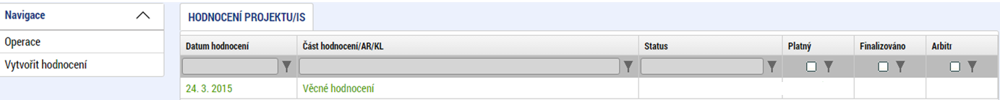 Navigace
Operace
Vytvořit hodnocení
HODNOCENÍ PROJEKTU/IS
Datum hodnocení Část hodnocení/AR/KL Status Platný Finalizováno Arbitr
24. 3. 2015 Věcné hodnocení